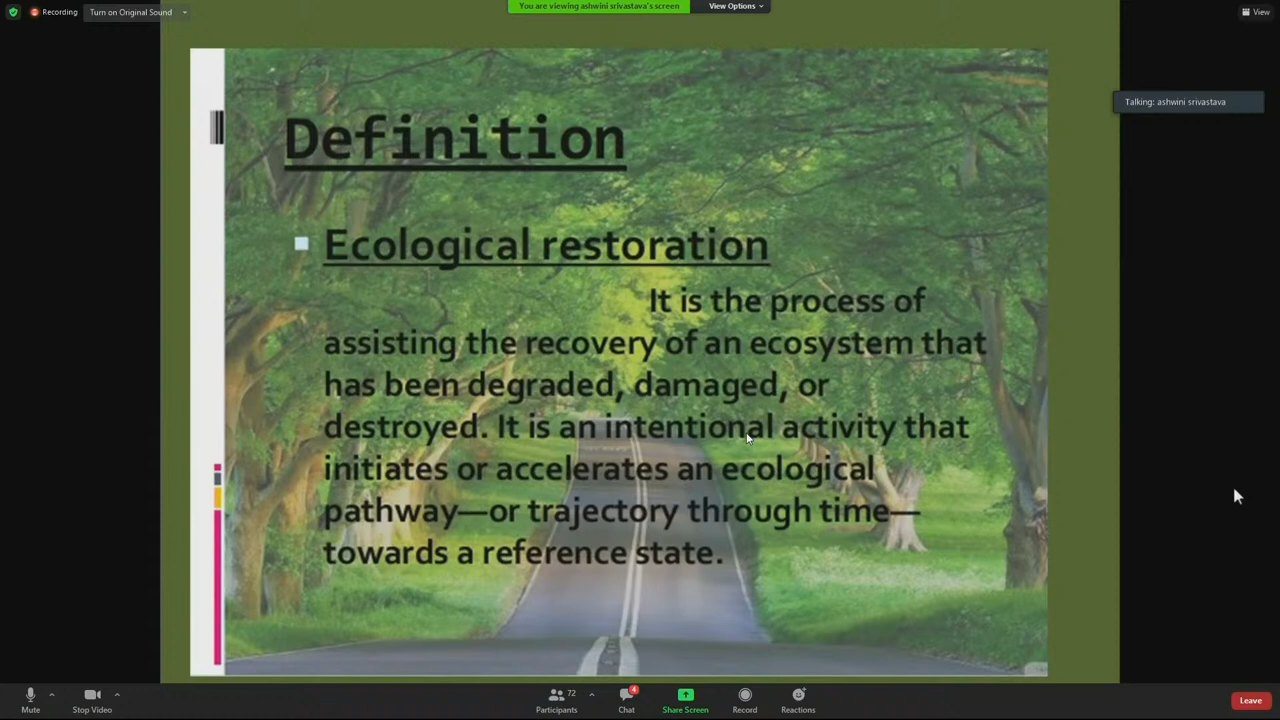 Recording
Turn on Original Sound
You are viewing ashwini srivastava's screen
View Options
View
Talking: ashwini srivastava
Definition
Ecological restoration
It is the process of
assisting the recovery of an ecosystem that
has been degraded, damaged, or
destroyed. It is an intentional activity that
initiates or accelerates an ecological
pathway—or trajectory through time—
towards a reference state.
Mute
Stop Video
Participants
72
Chat
4
Share Screen
Record
Reactions
Leave